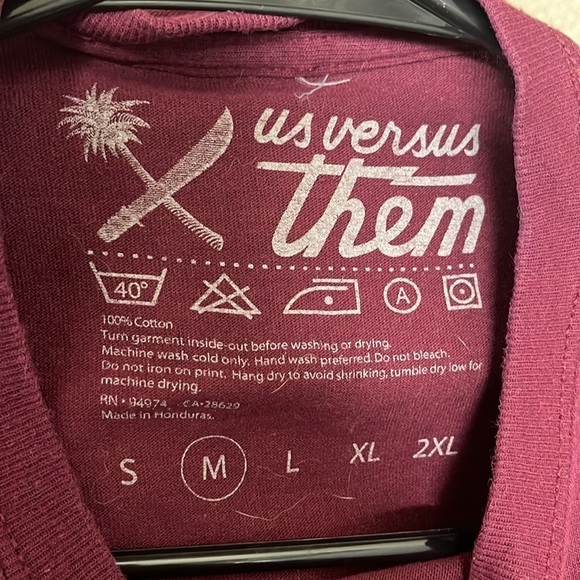 us versus
them
40°
A
100% Cotton
Turn garment inside-out before washing or drying.
Machine wash cold only. Hand wash preferred. Do not bleach.
Do not iron on print. Hang dry to avoid shrinking, tumble dry low for
machine drying.
RN • 94974 CA•28629
Made in Honduras.
S M L XL 2XL